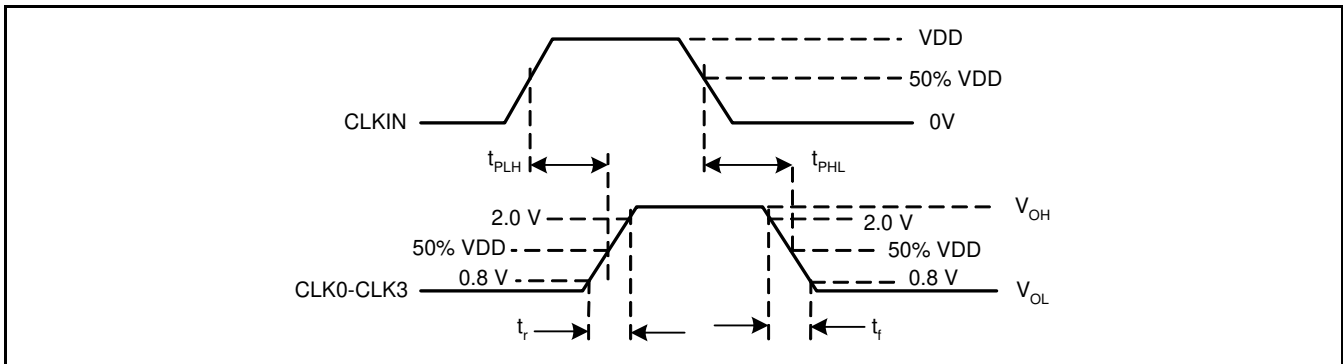 VDD
50% VDD
CLKIN
0V
tPLH
tPHL
2.0 V
VOH
2.0 V
50% VDD
50% VDD
0.8 V
0.8 V
CLK0-CLK3
VOL
tr
tf